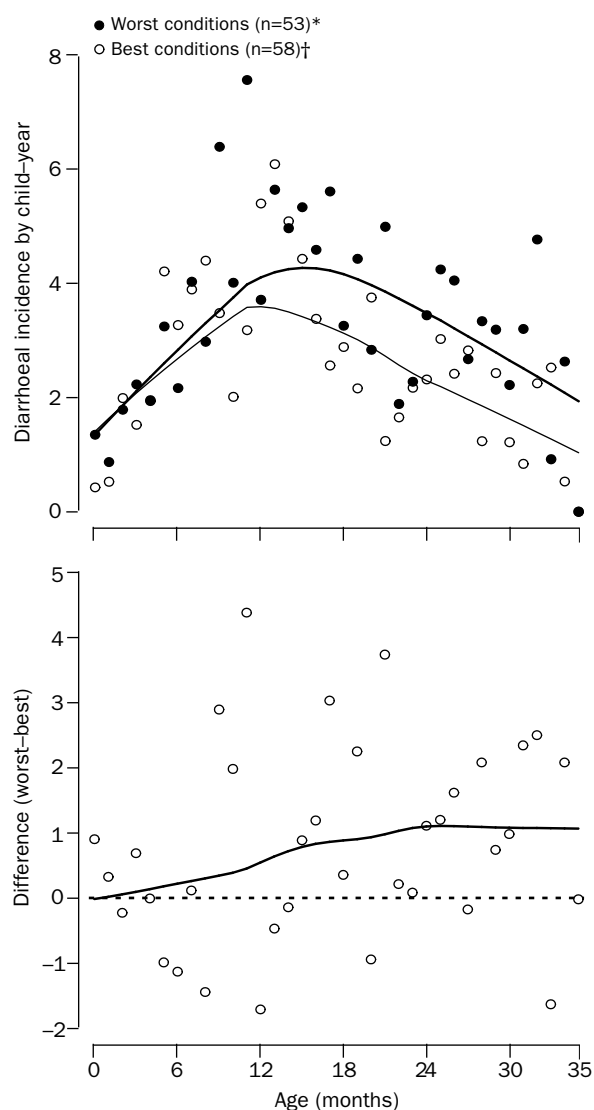 Worst conditions (n=53)*
Best conditions (n=58)†
Diarrhoeal incidence by child–year
8
6
4
2
0
Difference (worst–best)
5
4
3
2
1
0
–1
–2
0 6 12 18 24 30 35
Age (months)